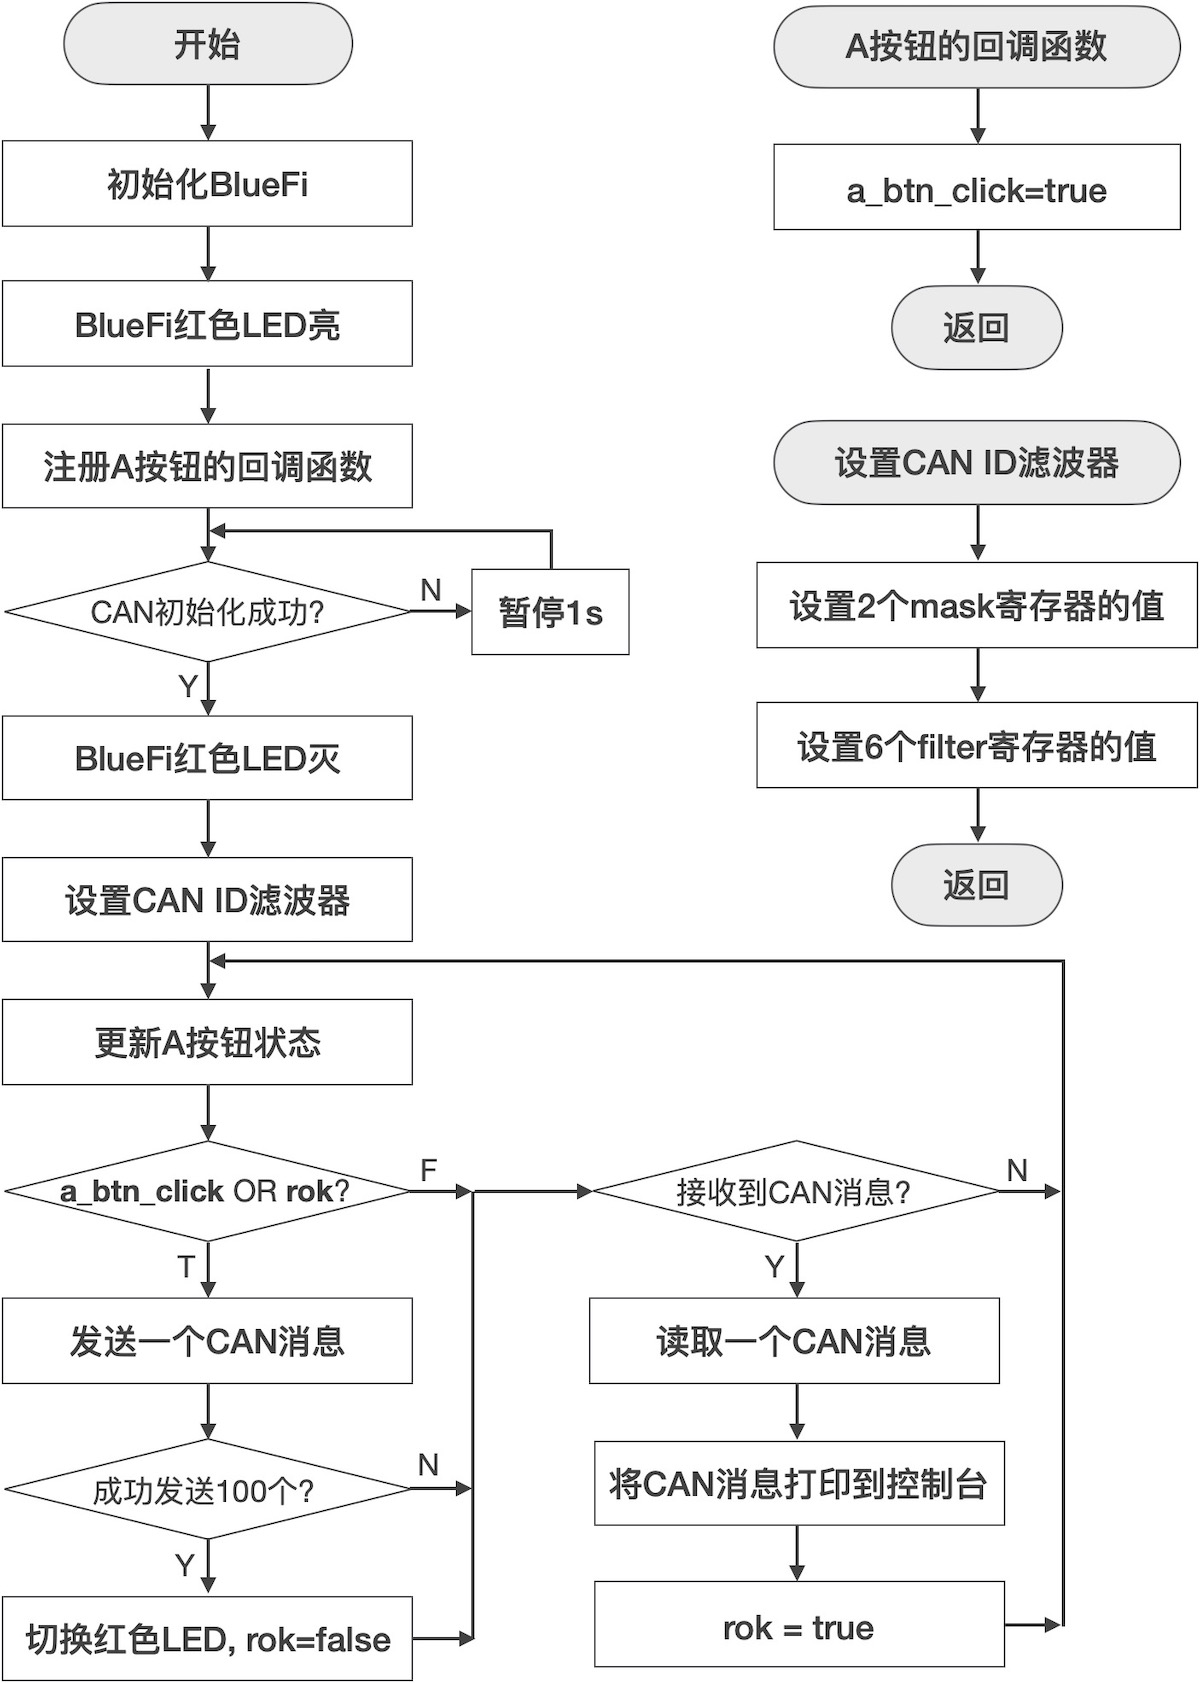 开始
初始化BlueFi
BlueFi红色LED亮
注册A按钮的回调函数
CAN初始化成功?
N
暂停1s
Y
BlueFi红色LED灭
设置CAN ID滤波器
更新A按钮状态
a_btn_click OR rok?
F
T
发送一个CAN消息
成功发送100个?
N
Y
切换红色LED, rok=false
接收到CAN消息?
N
Y
读取一个CAN消息
将CAN消息打印到控制台
rok = true
A按钮的回调函数
a_btn_click=true
返回
设置CAN ID滤波器
设置2个mask寄存器的值
设置6个filter寄存器的值
返回